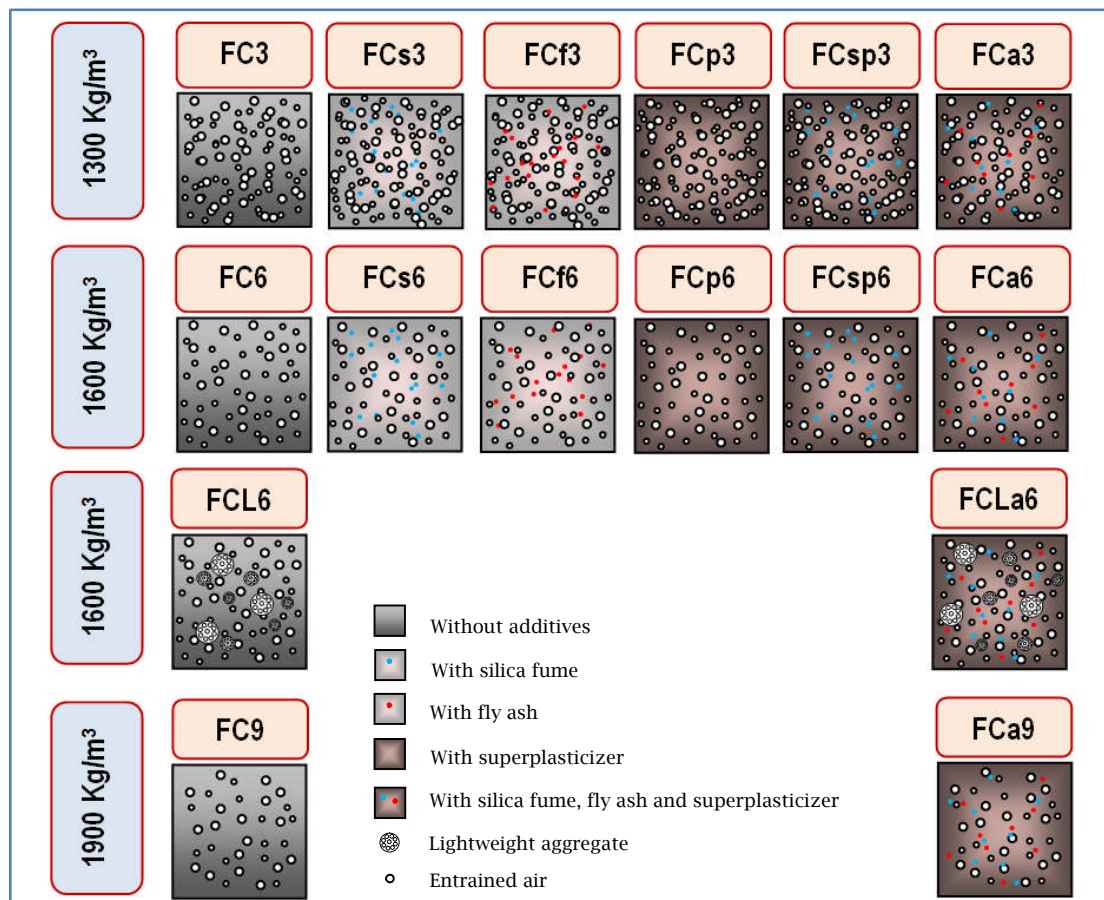 1300 Kg/m³
FC3
FCs3
FCf3
FCp3
FCsp3
FCa3
1600 Kg/m³
FC6
FCs6
FCf6
FCp6
FCsp6
FCa6
1600 Kg/m³
FCL6
FCLa6
1900 Kg/m³
FC9
FCa9
Without additives
With silica fume
With fly ash
With superplasticizer
With silica fume, fly ash and superplasticizer
Lightweight aggregate
Entrained air